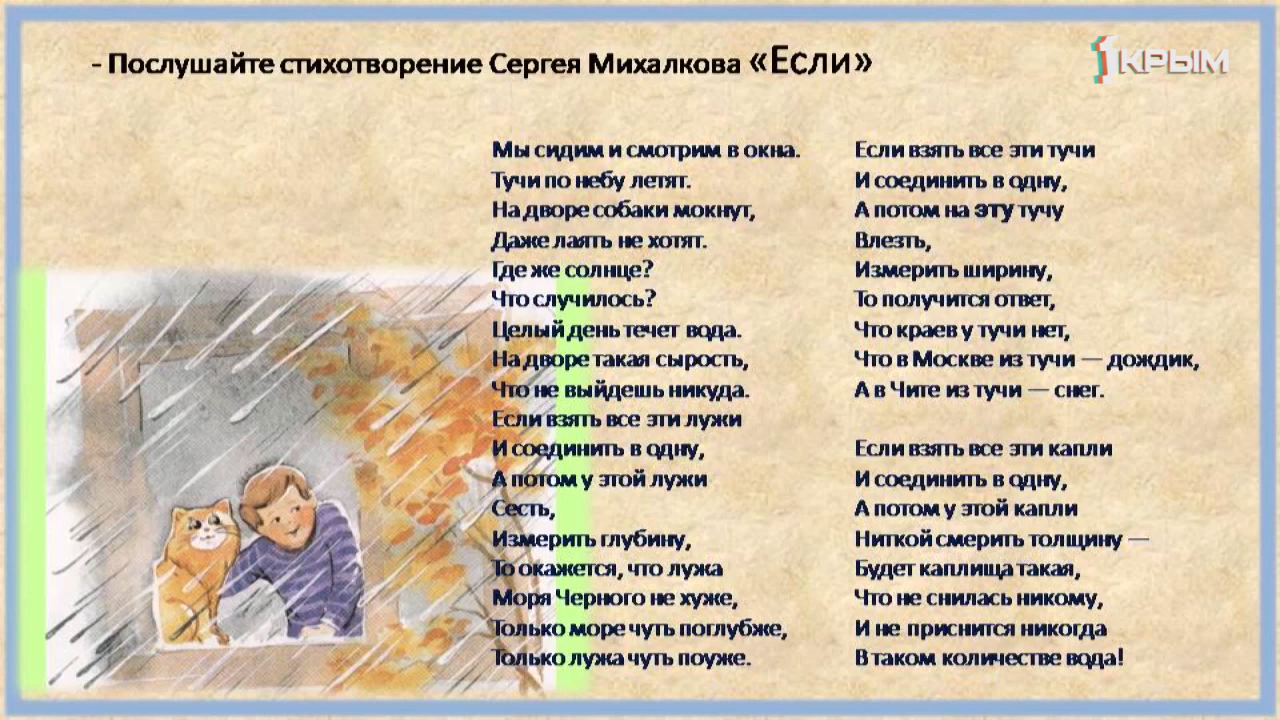 - Послушайте стихотворение Сергея Михалкова «Если»
1КРЫМ
Мы сидим и смотрим в окна.
Тучи по небу летят.
На дворе собаки мокнут,
Даже лаять не хотят.
Где же солнце?
Что случилось?
Целый день течет вода.
На дворе такая сырость,
Что не выйдешь никуда.
Если взять все эти лужи
И соединить в одну,
А потом у этой лужи
Сесть,
Измерить глубину,
То окажется, что лужа
Моря Черного не хуже,
Только море чуть поглубже,
Только лужа чуть поуже.
Если взять все эти тучи
И соединить в одну,
А потом на эту тучу
Влезть,
Измерить ширину,
То получится ответ,
Что краев у тучи нет,
Что в Москве из тучи — дождик,
А в Чите из тучи — снег.
Если взять все эти капли
И соединить в одну,
А потом у этой капли
Ниткой смерить толщину —
Будет каплища такая,
Что не снилась никому,
И не приснится никогда
В таком количестве вода!